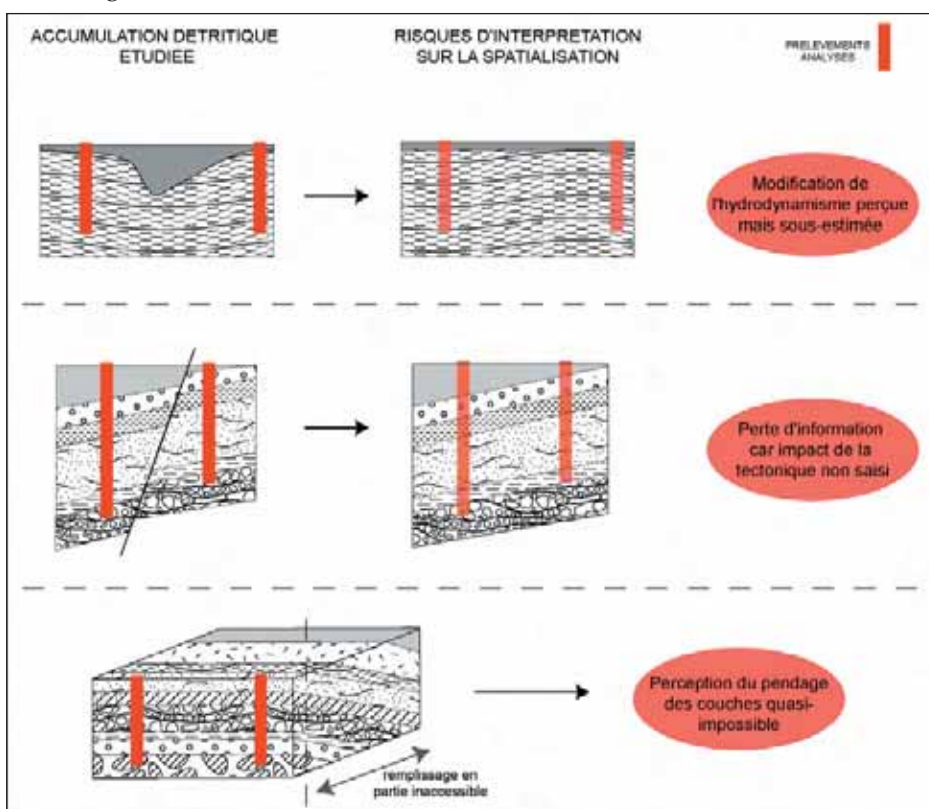 ACCUMULATION DETRITIQUE
ETUDIEE
RISQUES D'INTERPRETATION
SUR LA SPATIALISATION
PRELEVEMENTS
ANALYSES
Modification de
l'hydrodynamisme perçue
mais sous-estimée
Perte d'information
car impact de la
tectonique non saisi
Perception du pendage
des couches quasi-
impossible
remplissage en
partie inaccessible